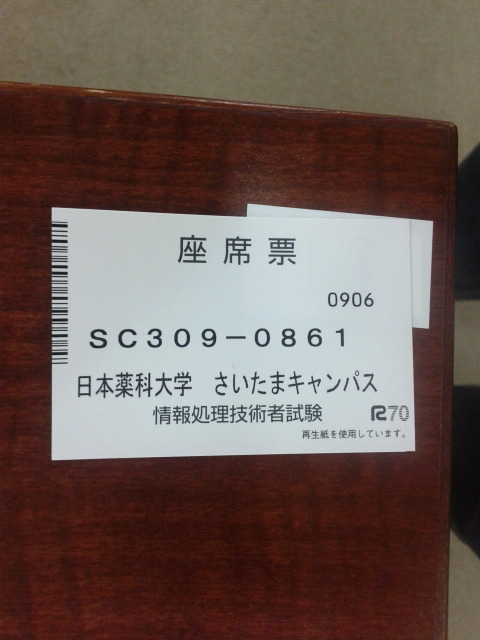 座席票
0906
SC309-0861
日本薬科大学 さいたまキャンパス
情報処理技術者試験
R70
再生紙を使用しています。